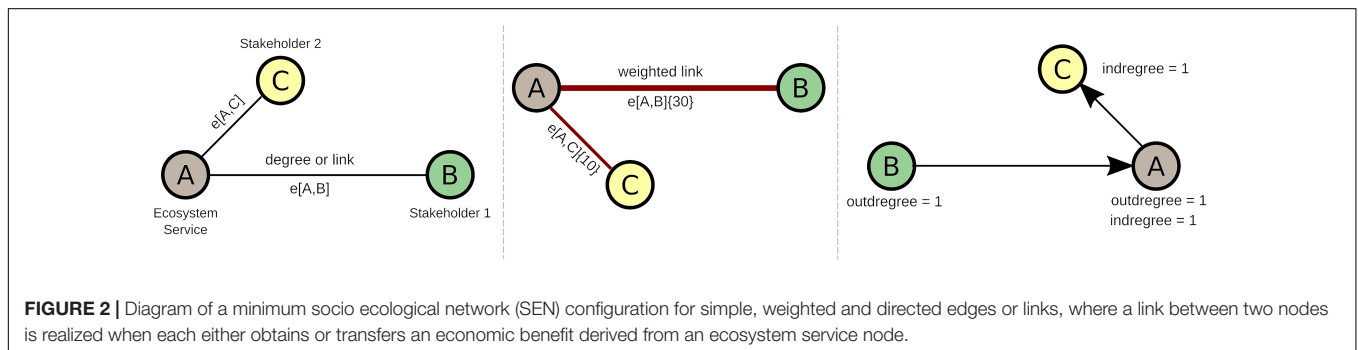 Stakeholder 2
C
e[A,C]
A
degree or link
e[A,B]
B
Ecosystem
Service
Stakeholder 1
A
weighted link
e[A,B]{30}
B
e[A,C]{10}
C
C
indregree = 1
B
A
outdregree = 1
outdregree = 1
indregree = 1
FIGURE 2 | Diagram of a minimum socio ecological network (SEN) configuration for simple, weighted and directed edges or links, where a link between two nodes
is realized when each either obtains or transfers an economic benefit derived from an ecosystem service node.